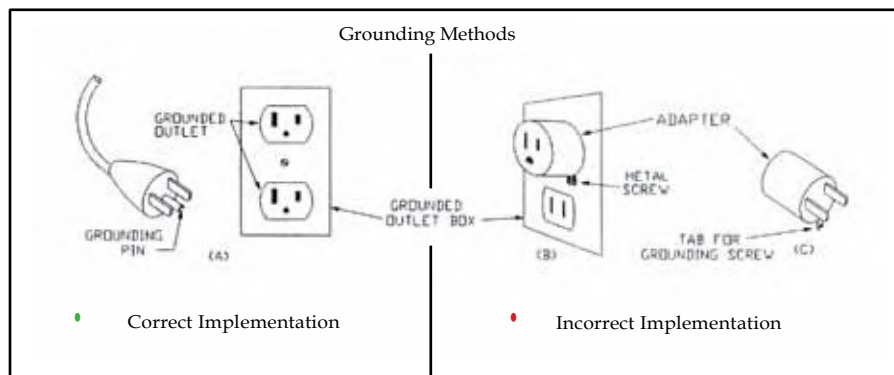 Grounding Methods
GROUNDED
OUTLET
GROUNDING
PIN
(A)
GROUNDED
OUTLET BOX
ADAPTER
METAL
SCREW
(B)
TAB FOR
GROUNDING SCREW
(C)
Correct Implementation
Incorrect Implementation